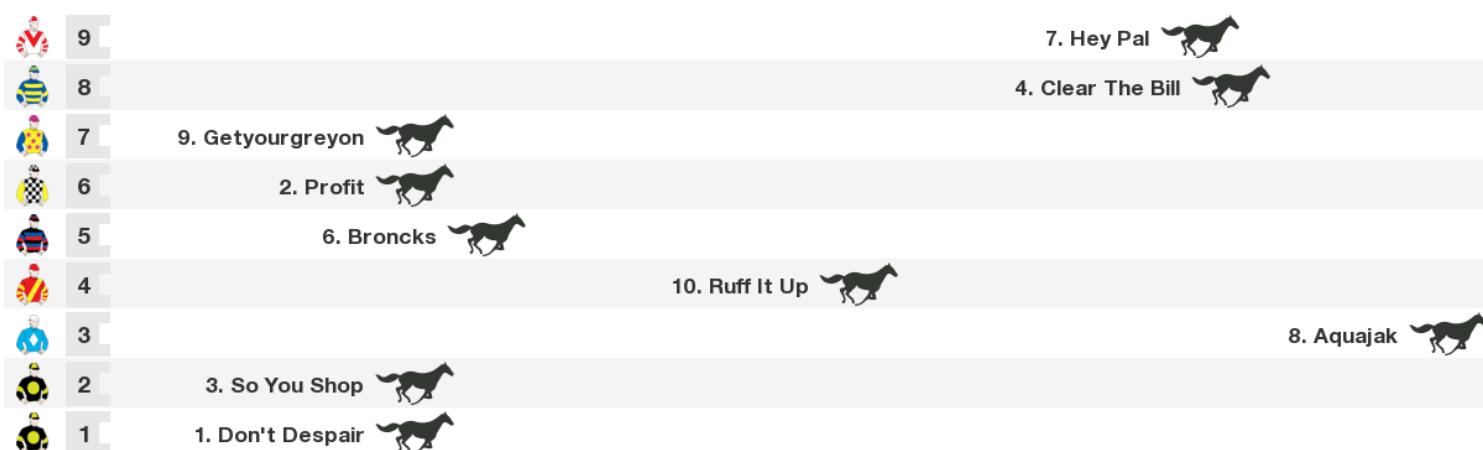 9 7. Hey Pal
8 4. Clear The Bill
7 9. Getyourgreyon
6 2. Profit
5 6. Broncks
4 10. Ruff It Up
3 8. Aquajak
2 3. So You Shop
1 1. Don't Despair